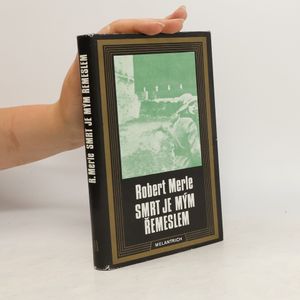 R. Merle SMRT JE MÝM ŘEMESLEM
Robert Merle
SMRT JE MÝM
ŘEMESLEM
MELANTRICH